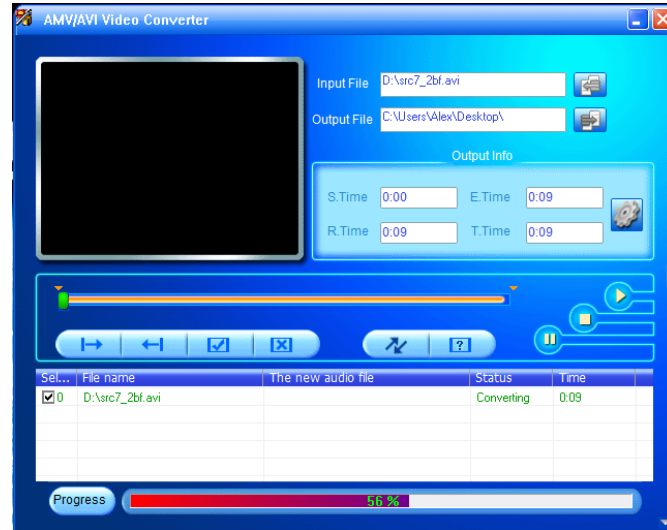 AMV/AVI Video Converter
Input File D:\src7_2bf.avi
Output File C:\Users\Alex\Desktop\
Output Info
S.Time 0:00 E.Time 0:09
R.Time 0:09 T.Time 0:09
Sel... File name The new audio file Status Time
0 D:\src7_2bf.avi Converting 0:09
Progress 56 %